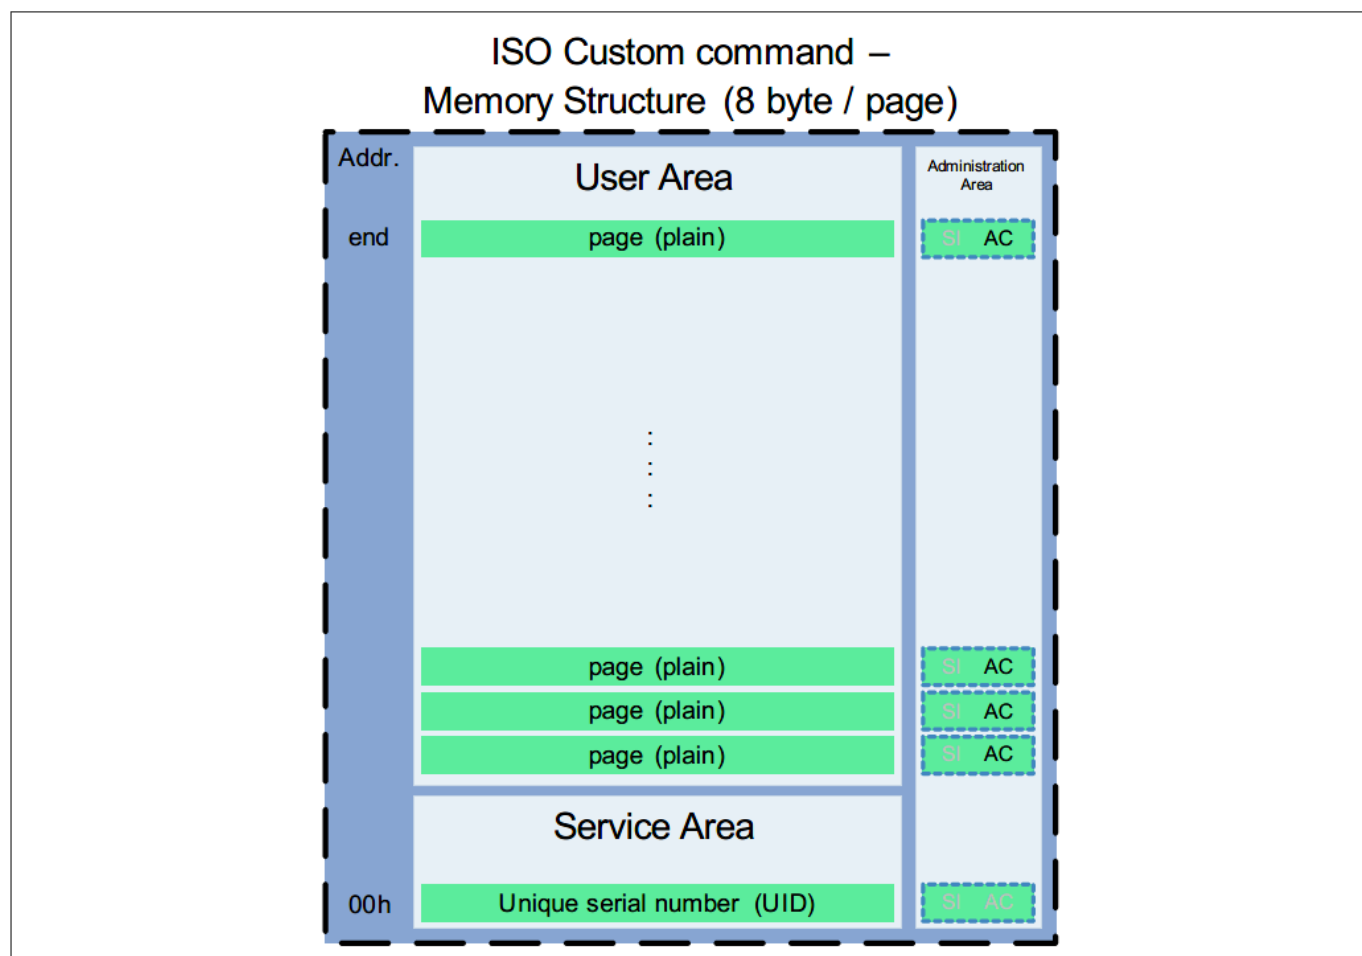 ISO Custom command –
Memory Structure (8 byte / page)
Addr.
User Area
Administration
Area
end
page (plain)
SI AC
page (plain)
SI AC
page (plain)
SI AC
page (plain)
SI AC
Service Area
00h
Unique serial number (UID)
SI AC